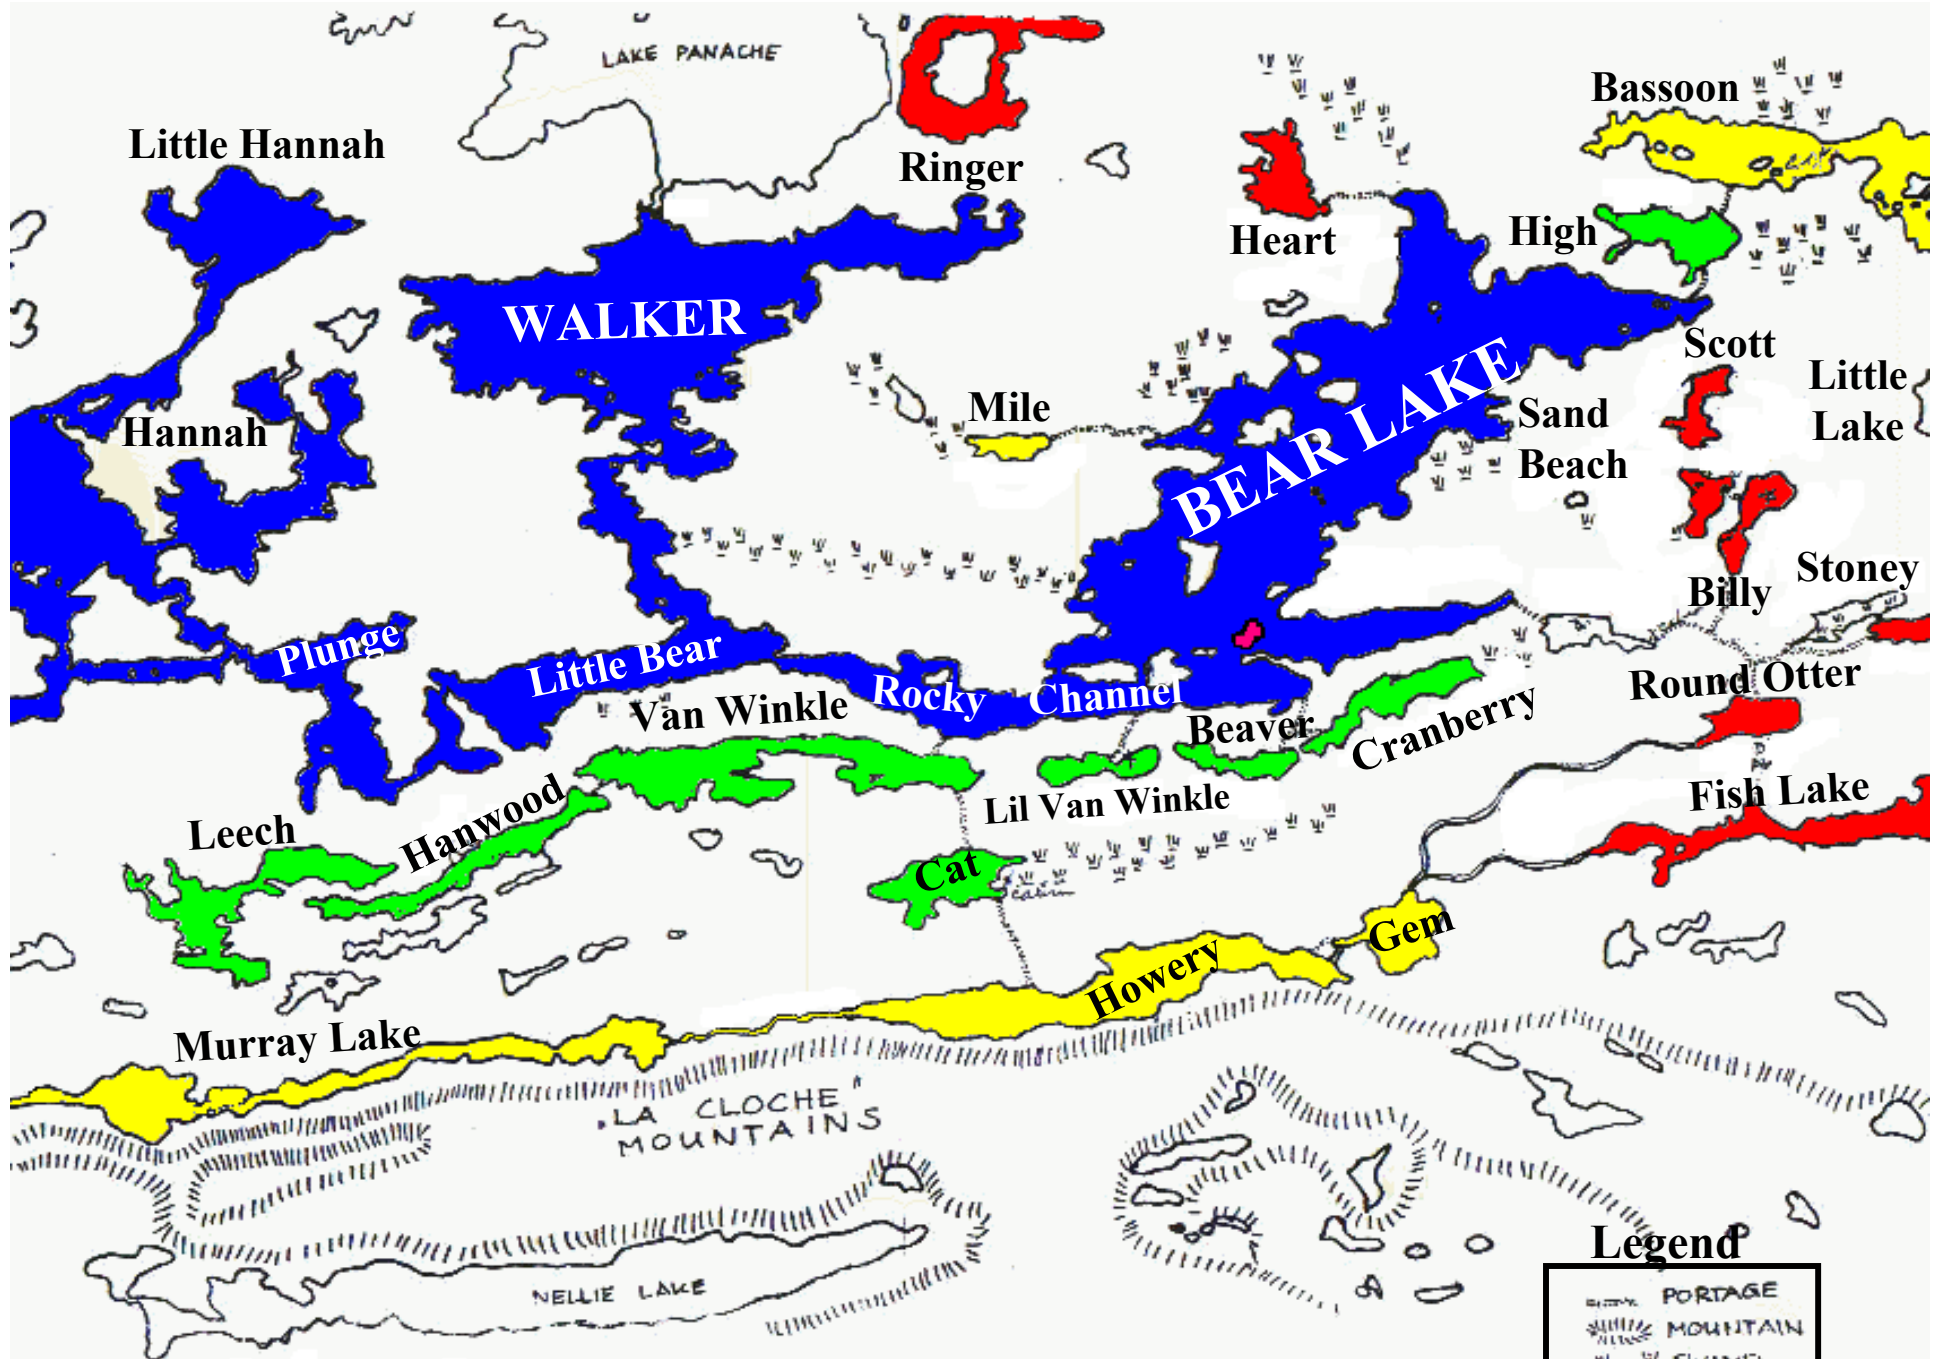 LAKE PANACHE
Bassoon
Little Hannah
Ringer
High
Heart
WALKER
Scott
BEAR LAKE
Little
Lake
Mile
Sand
Beach
Hannah
Stoney
Billy
Plunge
Little Bear
Round Otter
Rocky
Channel
Van Winkle
Beaver
Cranberry
Fish Lake
Lil Van Winkle
Hanwood
Leech
Cat
cabin
Gem
Howery
Murray Lake
"LA CLOCHE"
MOUNTAINS
NELLIE LAKE
Legend
PORTAGE
MOUNTAIN